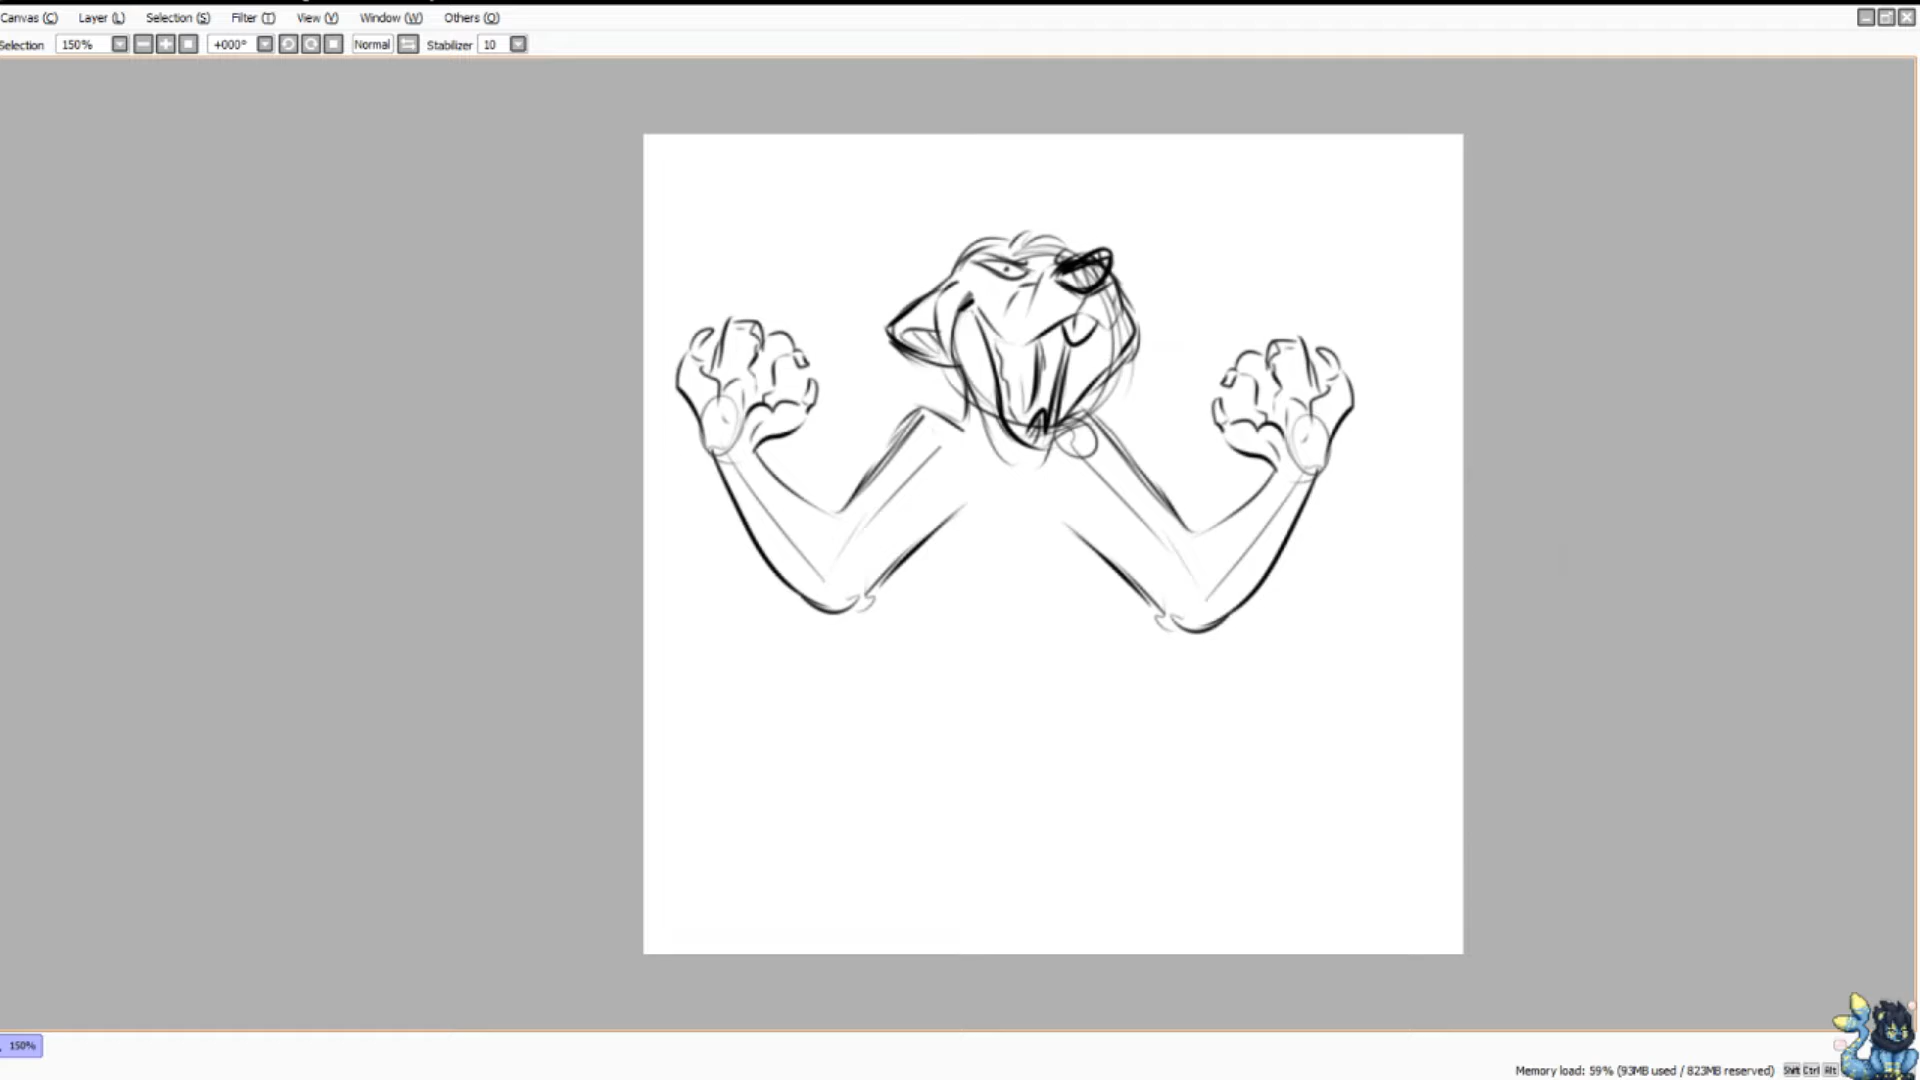 Canvas (C) Layer (L) Selection (S) Filter (T) View (V) Window (W) Others (O)
Selection 150% +000° Normal Stabilizer 10
150%
Memory load: 59% (93MB used / 823MB reserved) Shift Ctrl Alt